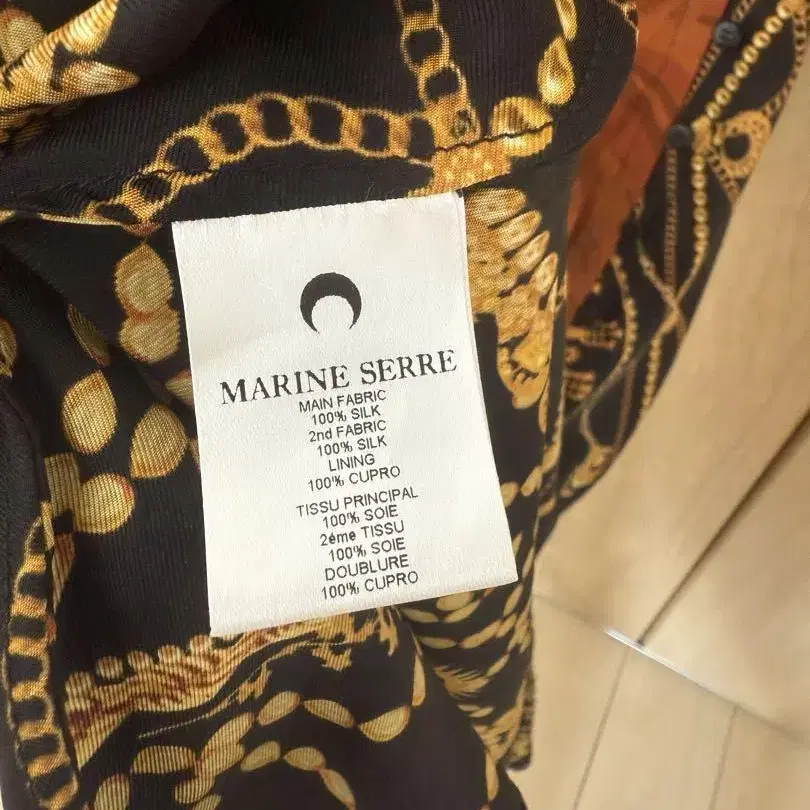 MARINE SERRE
MAIN FABRIC
100% SILK
2nd FABRIC
100% SILK
LINING
100% CUPRO
TISSU PRINCIPAL
100% SOIE
2éme TISSU
100% SOIE
DOUBLURE
100% CUPRO